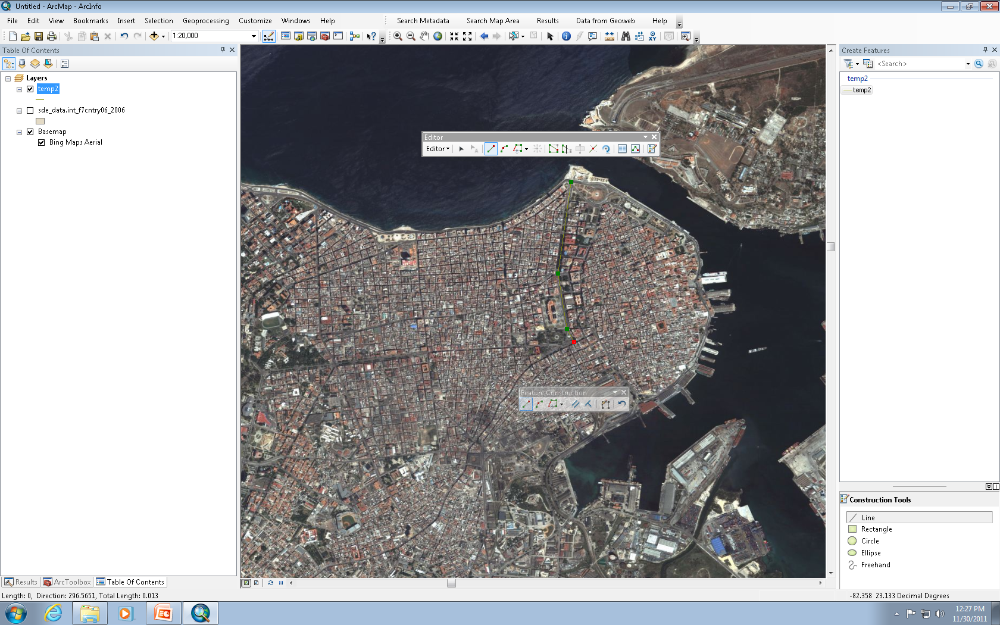 Untitled - ArcMap - ArcInfo
File Edit View Bookmarks Insert Selection Geoprocessing Customize Windows Help Search Metadata Search Map Area Results Data from Geoweb Help
1:20,000
Table Of Contents
Layers
temp2
sde_data.int_f7cntry06_2006
Basemap
Bing Maps Aerial
Editor
Editor
Feature Construction
Create Features
<Search>
temp2
temp2
Construction Tools
Line
Rectangle
Circle
Ellipse
Freehand
Results ArcToolbox Table Of Contents
Length: 0, Direction: 296.5651, Total Length: 0.013
-82.358 23.133 Decimal Degrees
12:27 PM
11/30/2011